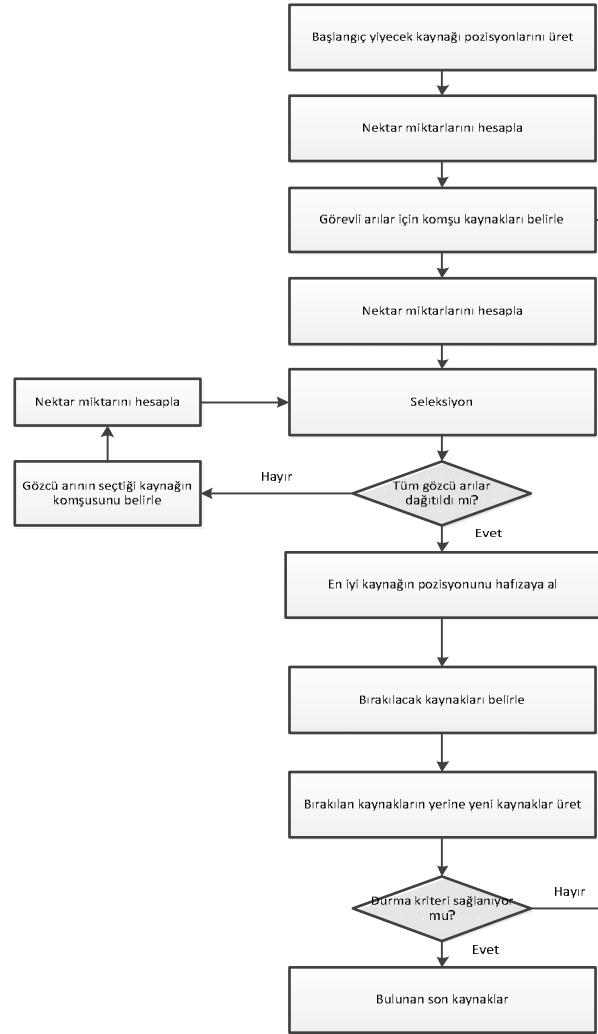 Başlangıç yiyecek kaynağı pozisyonlarını üret
Nektar miktarlarını hesapla
Görevli arılar için komşu kaynakları belirle
Nektar miktarlarını hesapla
Nektar miktarını hesapla
Seleksiyon
Gözcü arının seçtiği kaynağın
komşusunu belirle
Hayır
Tüm gözcü arılar
dağıtıldı mı?
Evet
En iyi kaynağın pozisyonunu hafızaya al
Bırakılacak kaynakları belirle
Bırakılan kaynakların yerine yeni kaynaklar üret
Durma kriteri sağlanıyor
mu?
Hayır
Evet
Bulunan son kaynaklar